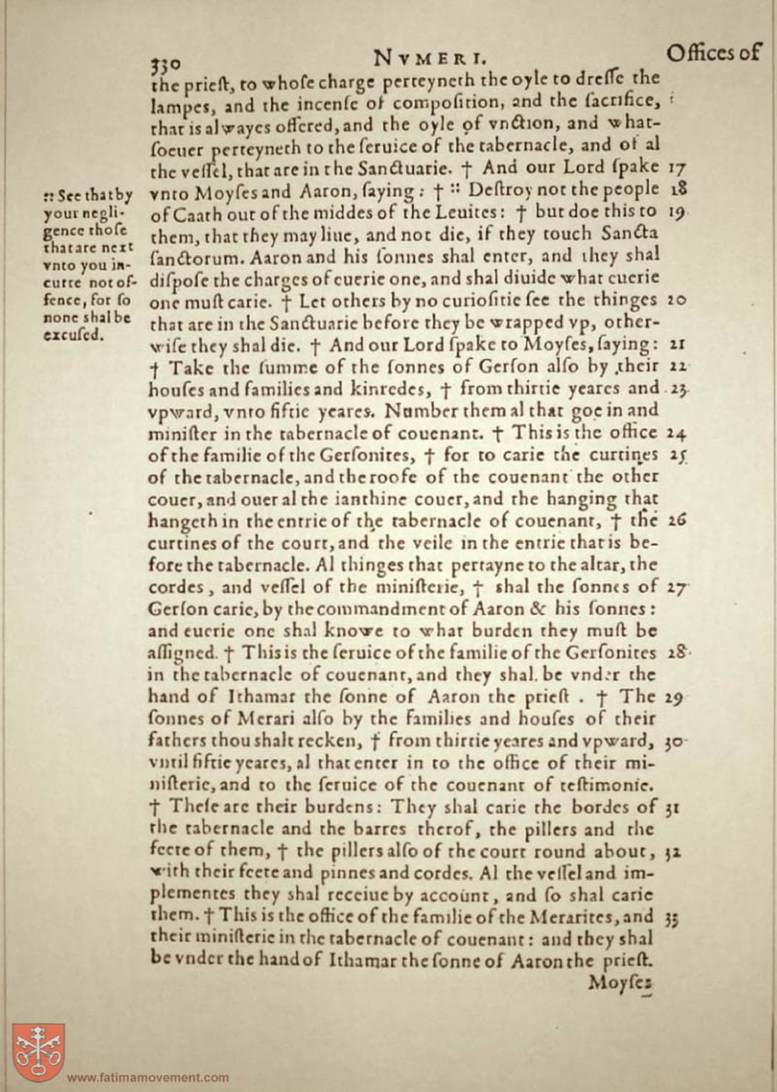 330 NVMERI. Offices of
the prieſt, to whoſe charge perteyneth the oyle to dreſſe the
lampes, and the incenſe of compoſition, and the ſacrifice,
that is alwayes offered, and the oyle of vnction, and what-
ſoeuer perteyneth to the ſeruice of the tabernacle, and of al
the veſſel, that are in the Sanctuarie. † And our Lord ſpake 17
vnto Moyſes and Aaron, ſaying: † :: Deſtroy not the people 18
of Caath out of the middes of the Leuites: † but doe this to 19
them, that they may liue, and not die, if they touch Sancta
ſanctorum. Aaron and his ſonnes shal enter, and they shal
diſpoſe the charges of euerie one, and shal diuide what euerie
one muſt carie. † Let others by no curioſitie ſee the thinges 20
that are in the Sanctuarie before they be wrapped vp, other-
wiſe they shal die. † And our Lord ſpake to Moyſes, ſaying: 21
† Take the ſumme of the ſonnes of Gerſon alſo by their 22
houſes and families and kinredes, † from thirtie yeares and 23
vpward, vnto fiftie yeares. Number them al that goe in and
miniſter in the tabernacle of couenant. † This is the office 24
of the familie of the Gerſonites, † for to carie the curtines 25
of the tabernacle, and the roofe of the couenant the other
couer, and ouer al the ianthine couer, and the hanging that
hangeth in the entrie of the tabernacle of couenant, † the 26
curtines of the court, and the veile in the entrie that is be-
fore the tabernacle. Al thinges that pertayne to the altar, the
cordes, and veſſel of the miniſterie, † shal the ſonnes of 27
Gerſon carie, by the commandment of Aaron & his ſonnes:
and euerie one shal knowe to what burden they muſt be
aſſigned. † This is the ſeruice of the familie of the Gerſonites 28
in the tabernacle of couenant, and they shal be vnder the
hand of Ithamar the ſonne of Aaron the prieſt. † The 29
ſonnes of Merari alſo by the families and houſes of their
fathers thou shalt recken, † from thirtie yeares and vpward, 30
vntil fiftie yeares, al that enter in to the office of their mi-
niſterie, and to the ſeruice of the couenant of teſtimonie.
† Theſe are their burdens: They shal carie the bordes of 31
the tabernacle and the barres therof, the pillers and the
feete of them, † the pillers alſo of the court round about, 32
with their feete and pinnes and cordes. Al the veſſel and im-
plementes they shal receiue by account, and ſo shal carie
them. † This is the office of the familie of the Merarites, and 33
their miniſterie in the tabernacle of couenant: and they shal
be vnder the hand of Ithamar the ſonne of Aaron the prieſt.
Moyſes
:: See that by
your negli-
gence thoſe
that are next
vnto you in-
curre not of-
fence, for ſo
none shal be
excuſed.
www.fatimamovement.com